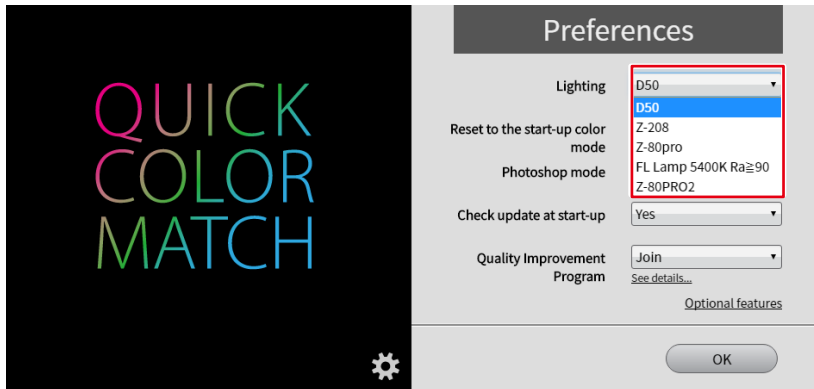 QUICK
COLOR
MATCH
Preferences
Lighting
D50
D50
Z-208
Z-80pro
FL Lamp 5400K Ra≧90
Z-80PRO2
Reset to the start-up color
mode
Photoshop mode
Check update at start-up
Yes
Quality Improvement
Program
Join
See details...
Optional features
OK